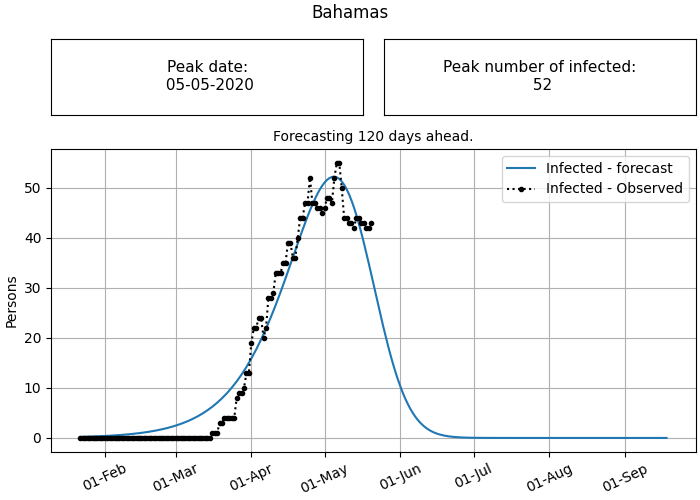 Bahamas
Peak date:
05-05-2020
Peak number of infected:
52
Forecasting 120 days ahead.
Infected - forecast
Infected - Observed
Persons
50
40
30
20
10
0
01-Feb
01-Mar
01-Apr
01-May
01-Jun
01-Jul
01-Aug
01-Sep